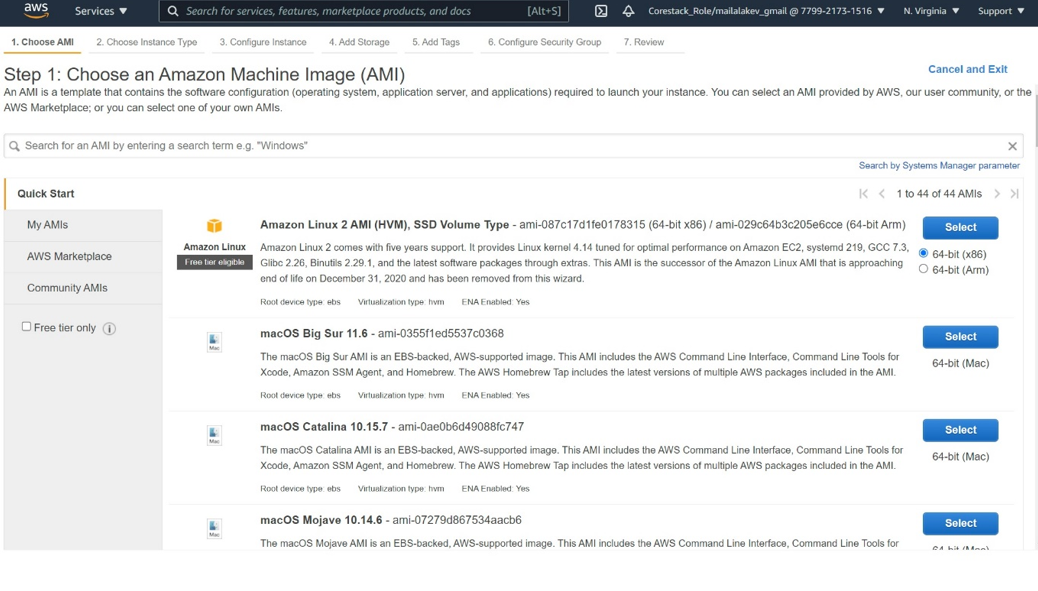 aws
Services
Search for services, features, marketplace products, and docs
[Alt+S]
Corestack_Role/mailalakev_gmail @ 7799-2173-1516
N. Virginia
Support
1. Choose AMI
2. Choose Instance Type
3. Configure Instance
4. Add Storage
5. Add Tags
6. Configure Security Group
7. Review
Step 1: Choose an Amazon Machine Image (AMI)
Cancel and Exit
An AMI is a template that contains the software configuration (operating system, application server, and applications) required to launch your instance. You can select an AMI provided by AWS, our user community, or the
AWS Marketplace; or you can select one of your own AMIs.
Search for an AMI by entering a search term e.g. "Windows"
Search by Systems Manager parameter
Quick Start
1 to 44 of 44 AMIs
My AMIs
AWS Marketplace
Community AMIs
Free tier only
Amazon Linux
Free tier eligible
Amazon Linux 2 AMI (HVM), SSD Volume Type - ami-087c17d1fe0178315 (64-bit x86) / ami-029c64b3c205e6cce (64-bit Arm)
Amazon Linux 2 comes with five years support. It provides Linux kernel 4.14 tuned for optimal performance on Amazon EC2, systemd 219, GCC 7.3,
Glibc 2.26, Binutils 2.29.1, and the latest software packages through extras. This AMI is the successor of the Amazon Linux AMI that is approaching
end of life on December 31, 2020 and has been removed from this wizard.
Root device type: ebs Virtualization type: hvm ENA Enabled: Yes
Select
64-bit (x86)
64-bit (Arm)
Mac
macOS Big Sur 11.6 - ami-0355f1ed5537c0368
The macOS Big Sur AMI is an EBS-backed, AWS-supported image. This AMI includes the AWS Command Line Interface, Command Line Tools for
Xcode, Amazon SSM Agent, and Homebrew. The AWS Homebrew Tap includes the latest versions of multiple AWS packages included in the AMI.
Root device type: ebs Virtualization type: hvm ENA Enabled: Yes
Select
64-bit (Mac)
Mac
macOS Catalina 10.15.7 - ami-0ae0b6d49088fc747
The macOS Catalina AMI is an EBS-backed, AWS-supported image. This AMI includes the AWS Command Line Interface, Command Line Tools for
Xcode, Amazon SSM Agent, and Homebrew. The AWS Homebrew Tap includes the latest versions of multiple AWS packages included in the AMI.
Root device type: ebs Virtualization type: hvm ENA Enabled: Yes
Select
64-bit (Mac)
Mac
macOS Mojave 10.14.6 - ami-07279d867534aacb6
The macOS Mojave AMI is an EBS-backed, AWS-supported image. This AMI includes the AWS Command Line Interface, Command Line Tools for
Select
64-bit (Mac)